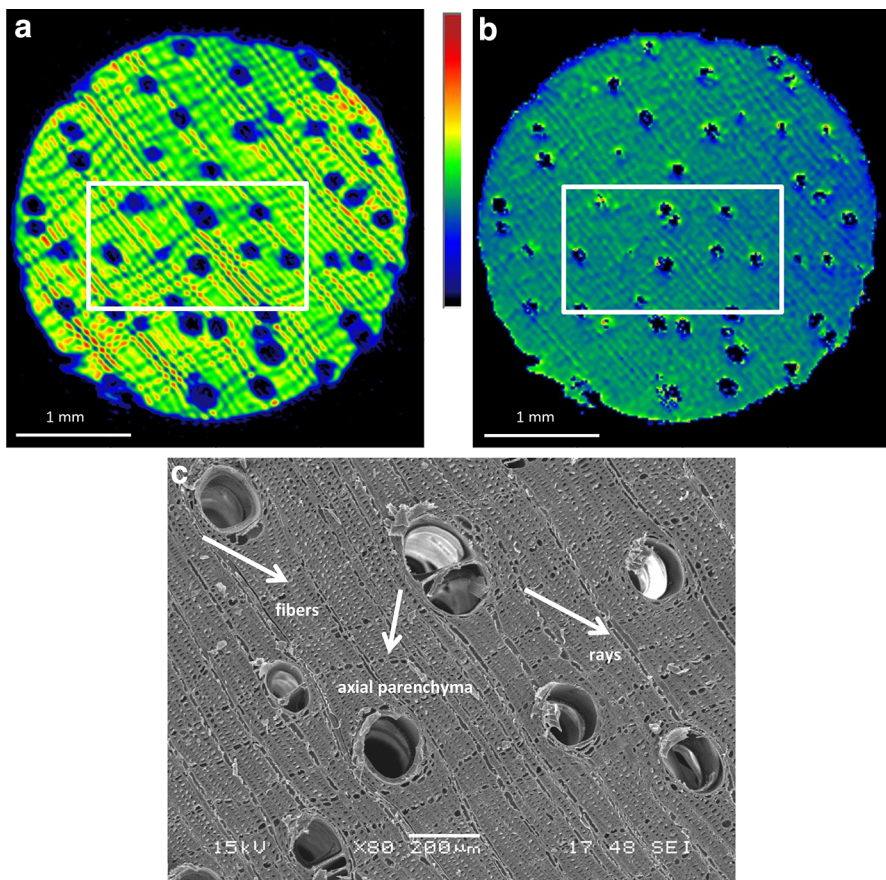 a
b
1 mm
1 mm
c
fibers
rays
axial parenchyma
15kV X80 200μm 17 48 SEI